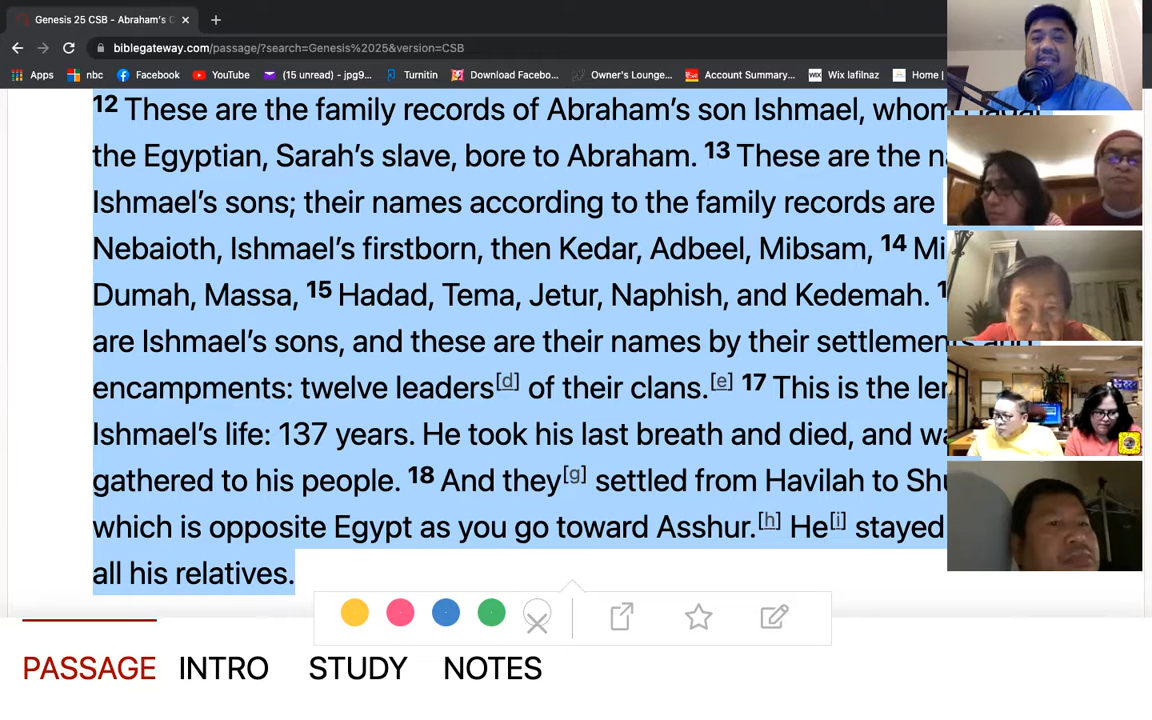 Genesis 25 CSB - Abraham's
biblegateway.com/passage/?search=Genesis%2025&version=CSB
Apps nbc Facebook YouTube (15 unread) - jpg9... Turnitin Download Facebo... Owner's Lounge... Account Summary... Wix lafilnaz Home |
12 These are the family records of Abraham's son Ishmael, whom
the Egyptian, Sarah's slave, bore to Abraham. 13 These are the
Ishmael's sons; their names according to the family records are
Nebaioth, Ishmael's firstborn, then Kedar, Adbeel, Mibsam, 14
Dumah, Massa, 15 Hadad, Tema, Jetur, Naphish, and Kedemah.
are Ishmael's sons, and these are their names by their settlements and
encampments: twelve leaders[d] of their clans.[e] 17 This is the
Ishmael's life: 137 years. He took his last breath and died, and
gathered to his people. 18 And they[g] settled from Havilah to
which is opposite Egypt as you go toward Asshur.[h] He[i] stayed
all his relatives.
PASSAGE INTRO STUDY NOTES